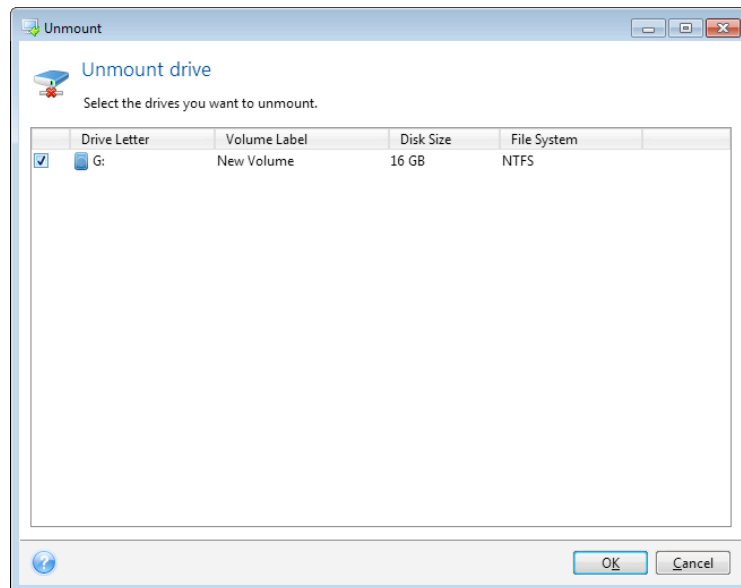 Unmount
Unmount drive
Select the drives you want to unmount.
Drive Letter Volume Label Disk Size File System
G: New Volume 16 GB NTFS
OK Cancel